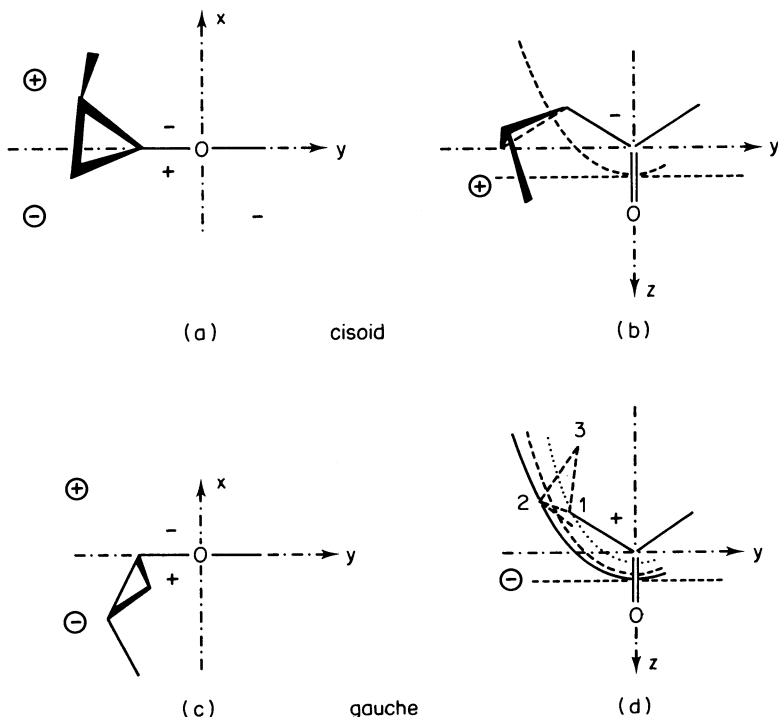 x
⊕
−
O
y
+
⊖
−
−
y
⊕
O
z
(a)
cisoid
(b)
x
⊕
−
O
y
+
⊖
3
2
1
+
y
⊖
O
z
(c)
gauche
(d)